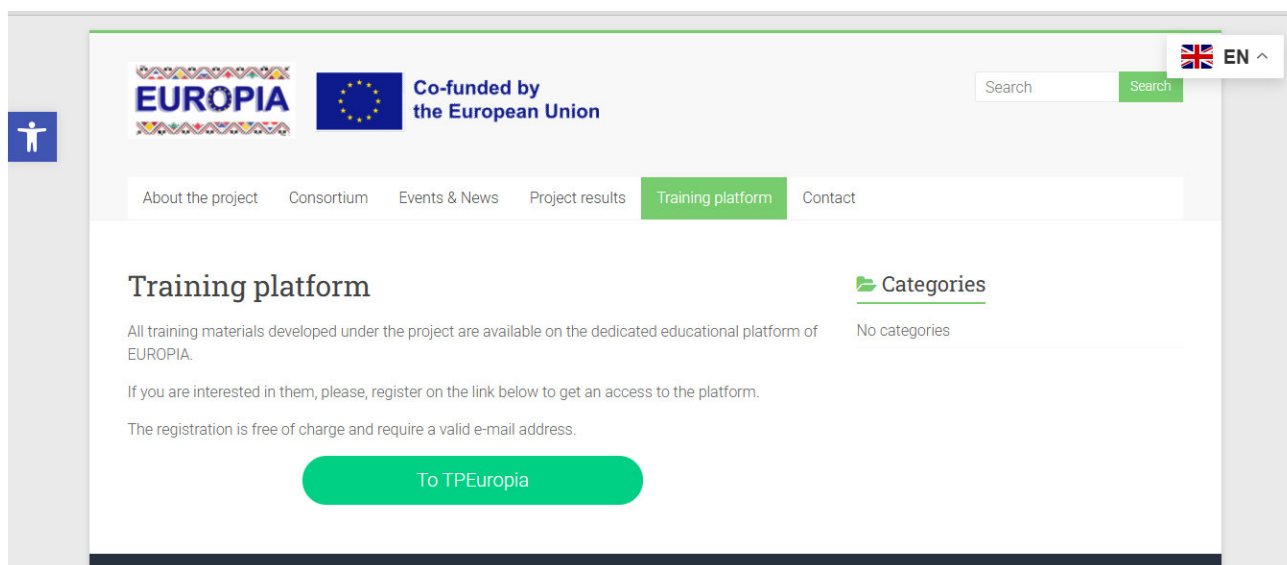 EUROPIA
Co-funded by
the European Union
Search
Search
EN
About the project
Consortium
Events & News
Project results
Training platform
Contact
Training platform
All training materials developed under the project are available on the dedicated educational platform of
EUROPIA.
If you are interested in them, please, register on the link below to get an access to the platform.
The registration is free of charge and require a valid e-mail address.
To TPEuropia
Categories
No categories